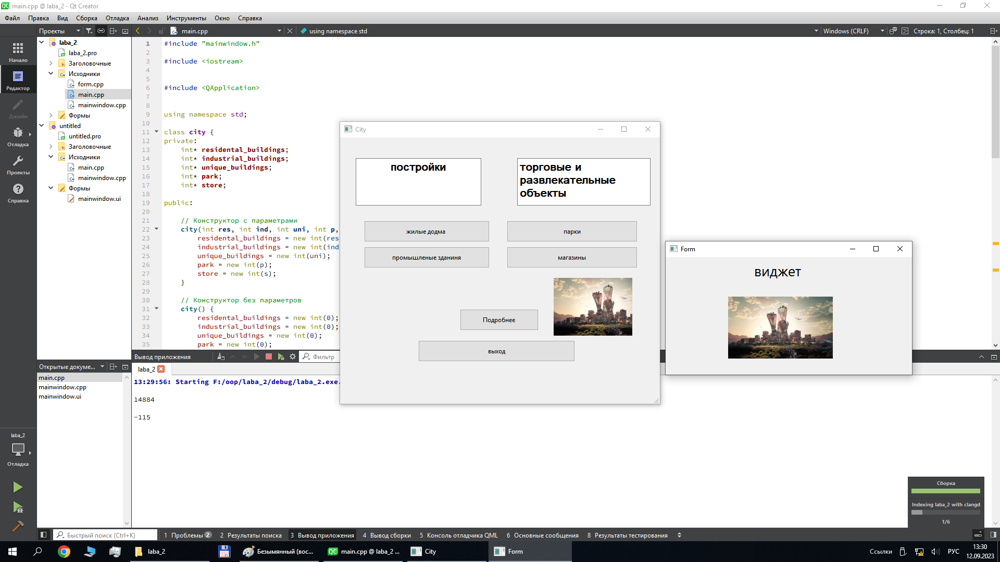 main.cpp @ laba_2 - Qt Creator
Файл Правка Вид Сборка Отладка Анализ Инструменты Окно Справка
Проекты
main.cpp
using namespace std
Windows (CRLF)
Строка: 1, Столбец: 1
Начало
Редактор
Дизайн
Отладка
Проекты
Справка
laba_2
laba_2.pro
Заголовочные
Исходники
form.cpp
main.cpp
mainwindow.cpp
Формы
untitled
untitled.pro
Заголовочные
Исходники
main.cpp
mainwindow.cpp
Формы
mainwindow.ui
1 #include "mainwindow.h"
2
3 #include <iostream>
4
5
6 #include <QApplication>
7
8
9 using namespace std;
10
11 class city {
12 private:
13 int* residental_buildings;
14 int* industrial_buildings;
15 int* unique_buildings;
16 int* park;
17 int* store;
18
19 public:
20
21 // Конструктор с параметрами
22 city(int res, int ind, int uni, int p,
23 residental_buildings = new int(res
24 industrial_buildings = new int(ind
25 unique_buildings = new int(uni);
26 park = new int(p);
27 store = new int(s);
28 }
29
30 // Конструктор без параметров
31 city() {
32 residental_buildings = new int(0);
33 industrial_buildings = new int(0);
34 unique_buildings = new int(0);
35 park = new int(0);
City
постройки
торговые и
развлекательные
объекты
жилые додма
парки
промышленые зданиня
магазины
Подробнее
выход
Form
виджет
Вывод приложения
Фильтр
laba_2
13:29:56: Starting F:/oop/laba_2/debug/laba_2.exe.
14884
-115
Открытые докуме...
main.cpp
mainwindow.cpp
mainwindow.ui
laba_2
Отладка
Сборка
Indexing laba_2 with clangd
1/6
Быстрый поиск (Ctrl+K)
1 Проблемы 2
2 Результаты поиска
3 Вывод приложения
4 Вывод сборки
5 Консоль отладчика QML
6 Основные сообщения
8 Результаты тестирования
laba_2
Безымянный (вос...
QC main.cpp @ laba_2 ...
City
Form
Ссылки
РУС
13:30
12.09.2023